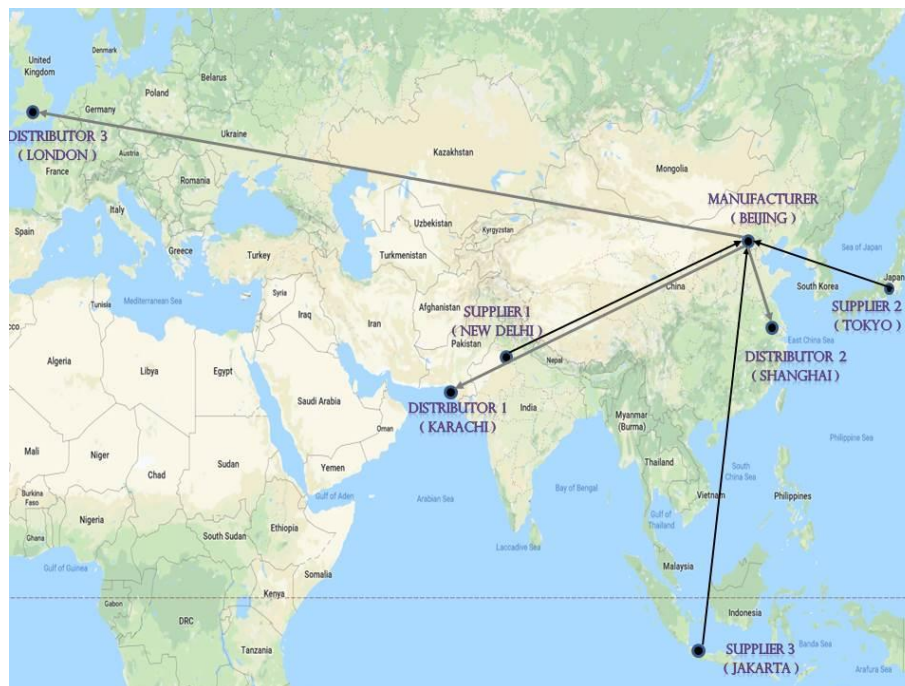 United
Kingdom
Denmark
Belarus
Poland
Germany
DISTRIBUTOR 3
( LONDON )
Ukraine
Austria
France
Romania
Kazakhstan
Mongolia
MANUFACTURER
( BEIJING )
Italy
Spain
Greece
Turkey
Uzbekistan
Kyrgyzstan
Turkmenistan
Sea of Japan
Japan
South Korea
China
Tunisia
Mediterranean Sea
Syria
Iraq
Iran
Afghanistan
SUPPLIER 1
( NEW DELHI )
Pakistan
Nepal
SUPPLIER 2
( TOKYO )
East China Sea
DISTRIBUTOR 2
( SHANGHAI )
occo
Algeria
Libya
Egypt
Saudi Arabia
DISTRIBUTOR 1
( KARACHI )
India
Oman
Myanmar
(Burma)
Mali
Niger
Chad
Sudan
Yemen
Gulf of Aden
Arabian Sea
Bay of Bengal
Thailand
Vietnam
South
China Sea
Philippines
Philippine Sea
Burkina
Faso
Nigeria
Ghana
Ethiopia
South Sudan
Gulf of
Thailand
Laccadive Sea
Gulf of Guinea
Somalia
Malaysia
Gabon
Kenya
DRC
Indonesia
Tanzania
SUPPLIER 3
( JAKARTA )
Banda Sea
Arafura Sea